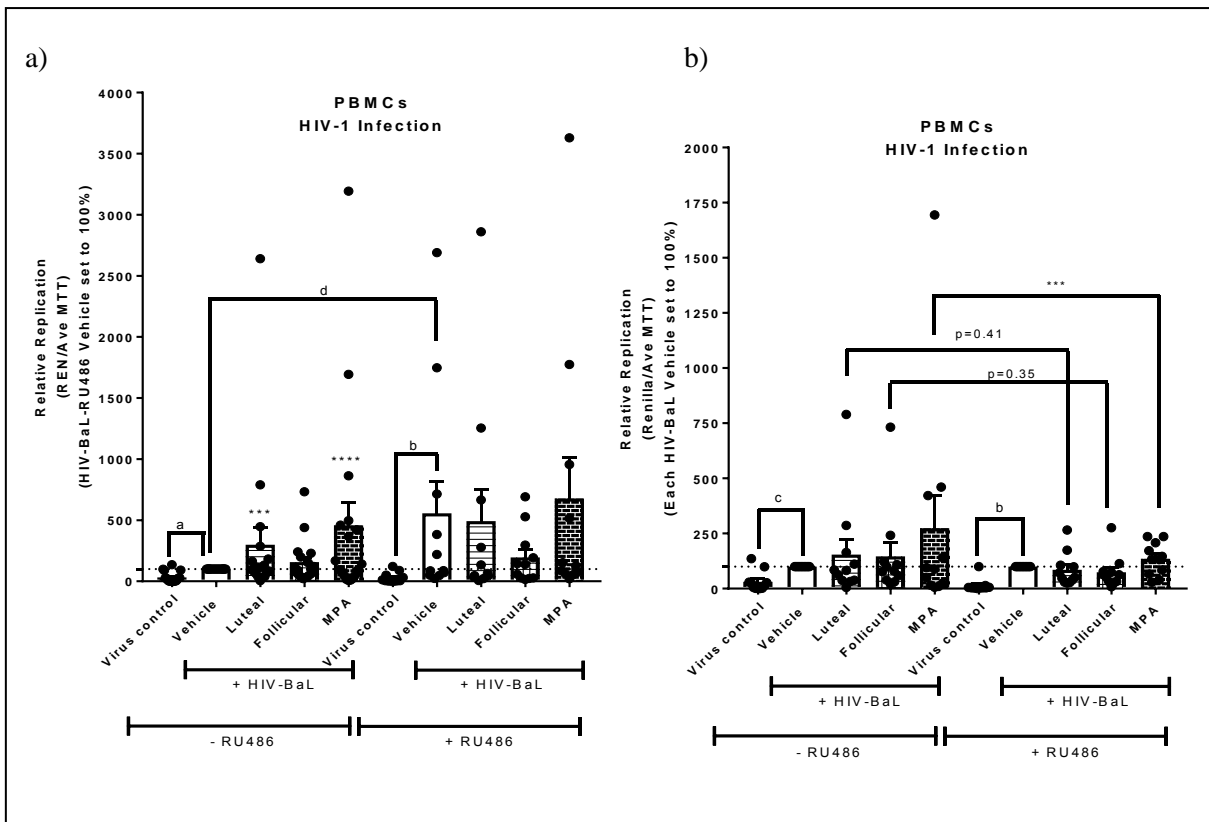 a)
PBMCs
HIV-1 Infection
Relative Replication
(REN/Ave MTT)
(HIV-BaL-RU486 Vehicle set to 100%)
4000
3500
3000
2500
2000
1500
1000
500
0
d
****
b
***
a
Virus control
Vehicle
Luteal
Follicular
MPA
Virus control
Vehicle
Luteal
Follicular
MPA
+ HIV-BaL
+ HIV-BaL
- RU486
+ RU486
b)
PBMCs
HIV-1 Infection
Relative Replication
(Renilla/Ave MTT)
(Each HIV-BaL Vehicle set to 100%)
2000
1750
1500
1250
1000
750
500
250
0
***
p=0.41
p=0.35
c
b
Virus control
Vehicle
Luteal
Follicular
MPA
Virus control
Vehicle
Luteal
Follicular
MPA
+ HIV-BaL
+ HIV-BaL
- RU486
+ RU486